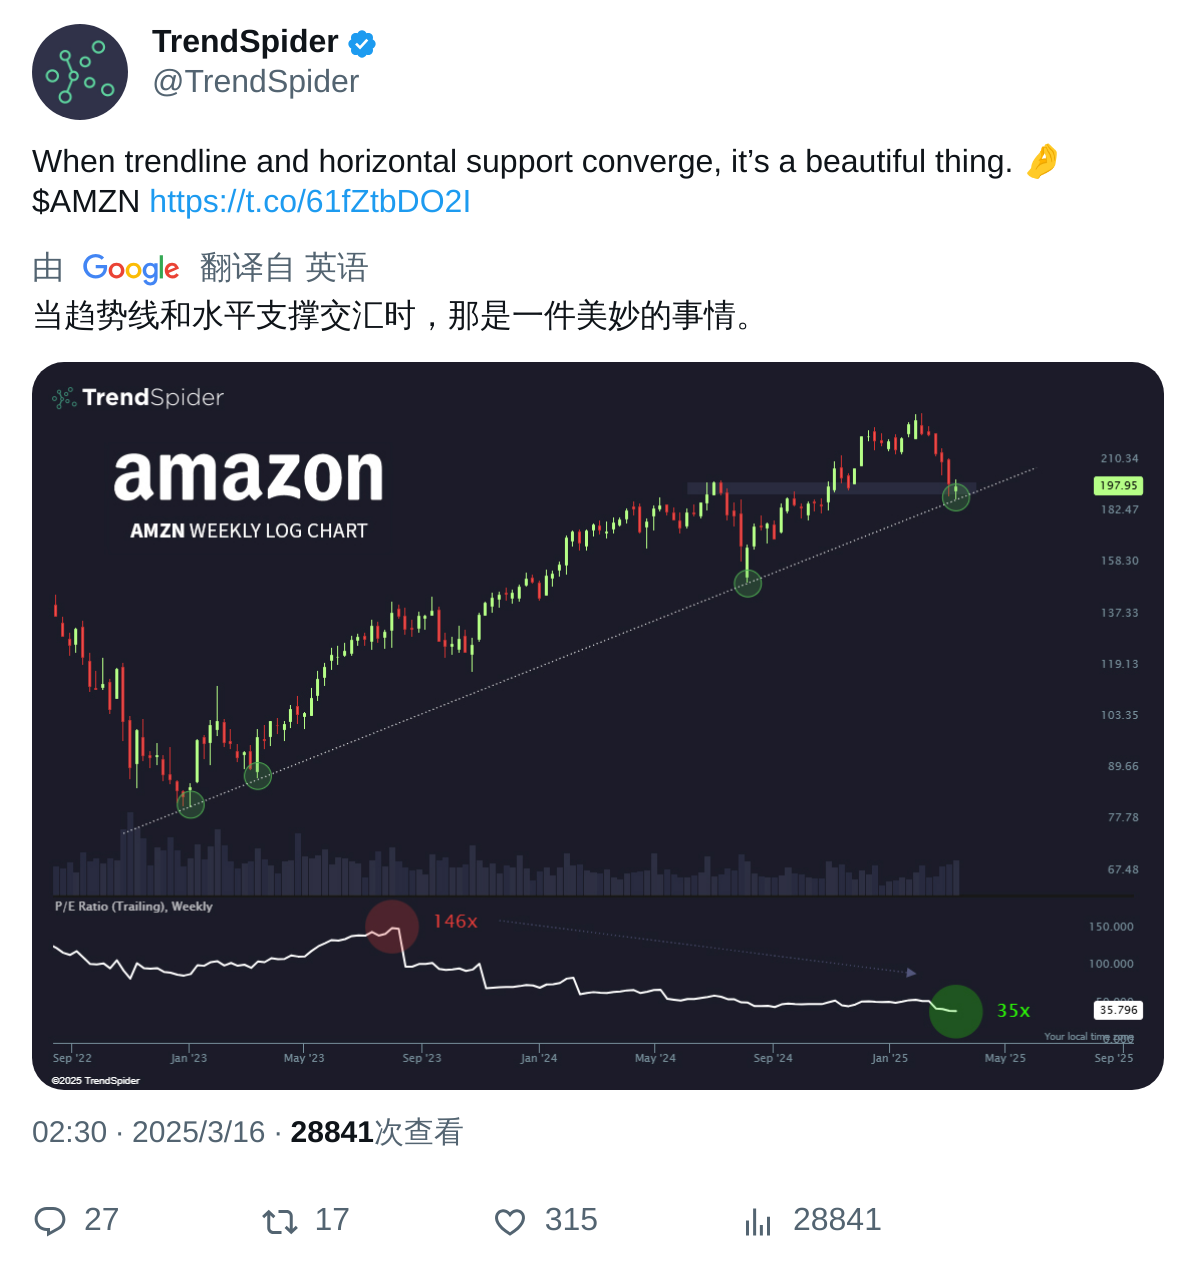 TrendSpider
@TrendSpider
When trendline and horizontal support converge, it’s a beautiful thing. 🤌
$AMZN https://t.co/61fZtbDO2I
由 Google 翻译自 英语
当趋势线和水平支撑交汇时，那是一件美妙的事情。
TrendSpider
amazon
AMZN WEEKLY LOG CHART
210.34
197.95
182.47
158.30
137.33
119.13
103.35
89.66
77.78
67.48
P/E Ratio (Trailing), Weekly
146x
150.000
100.000
35x
35.796
Your local time zone
0.000
Sep '22
Jan '23
May '23
Sep '23
Jan '24
May '24
Sep '24
Jan '25
May '25
Sep '25
©2025 TrendSpider
02:30 · 2025/3/16 · 28841次查看
27
17
315
28841